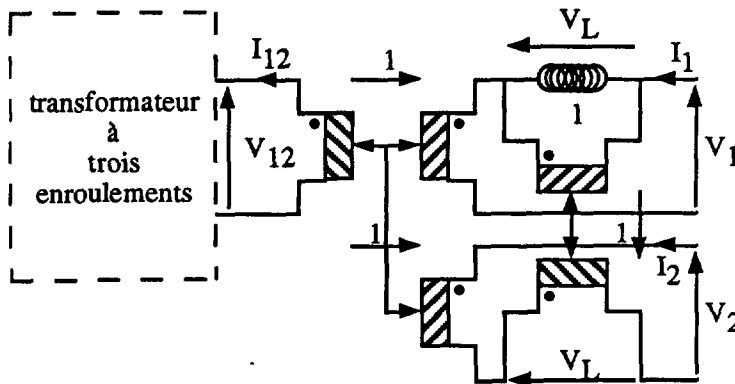 transformateur
à
trois
enroulements
I12
V12
1
VL
I1
1
V1
1
1
I2
V2
VL